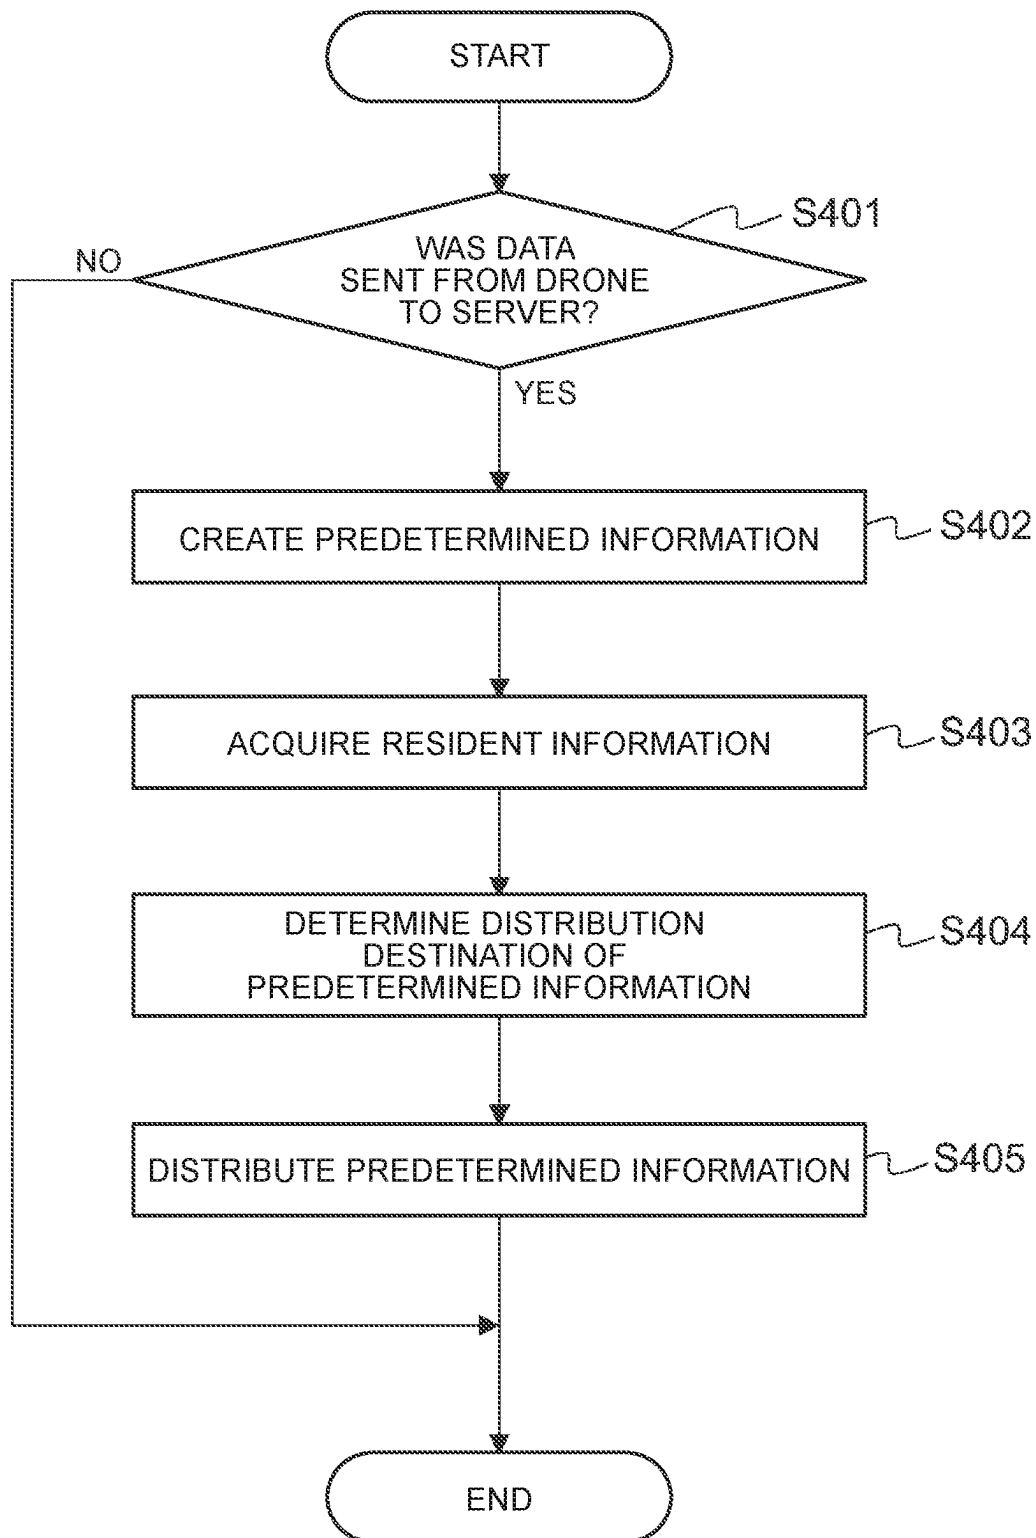 START
S401
WAS DATA
SENT FROM DRONE
TO SERVER?
NO
YES
CREATE PREDETERMINED INFORMATION
S402
ACQUIRE RESIDENT INFORMATION
S403
DETERMINE DISTRIBUTION
DESTINATION OF
PREDETERMINED INFORMATION
S404
DISTRIBUTE PREDETERMINED INFORMATION
S405
END